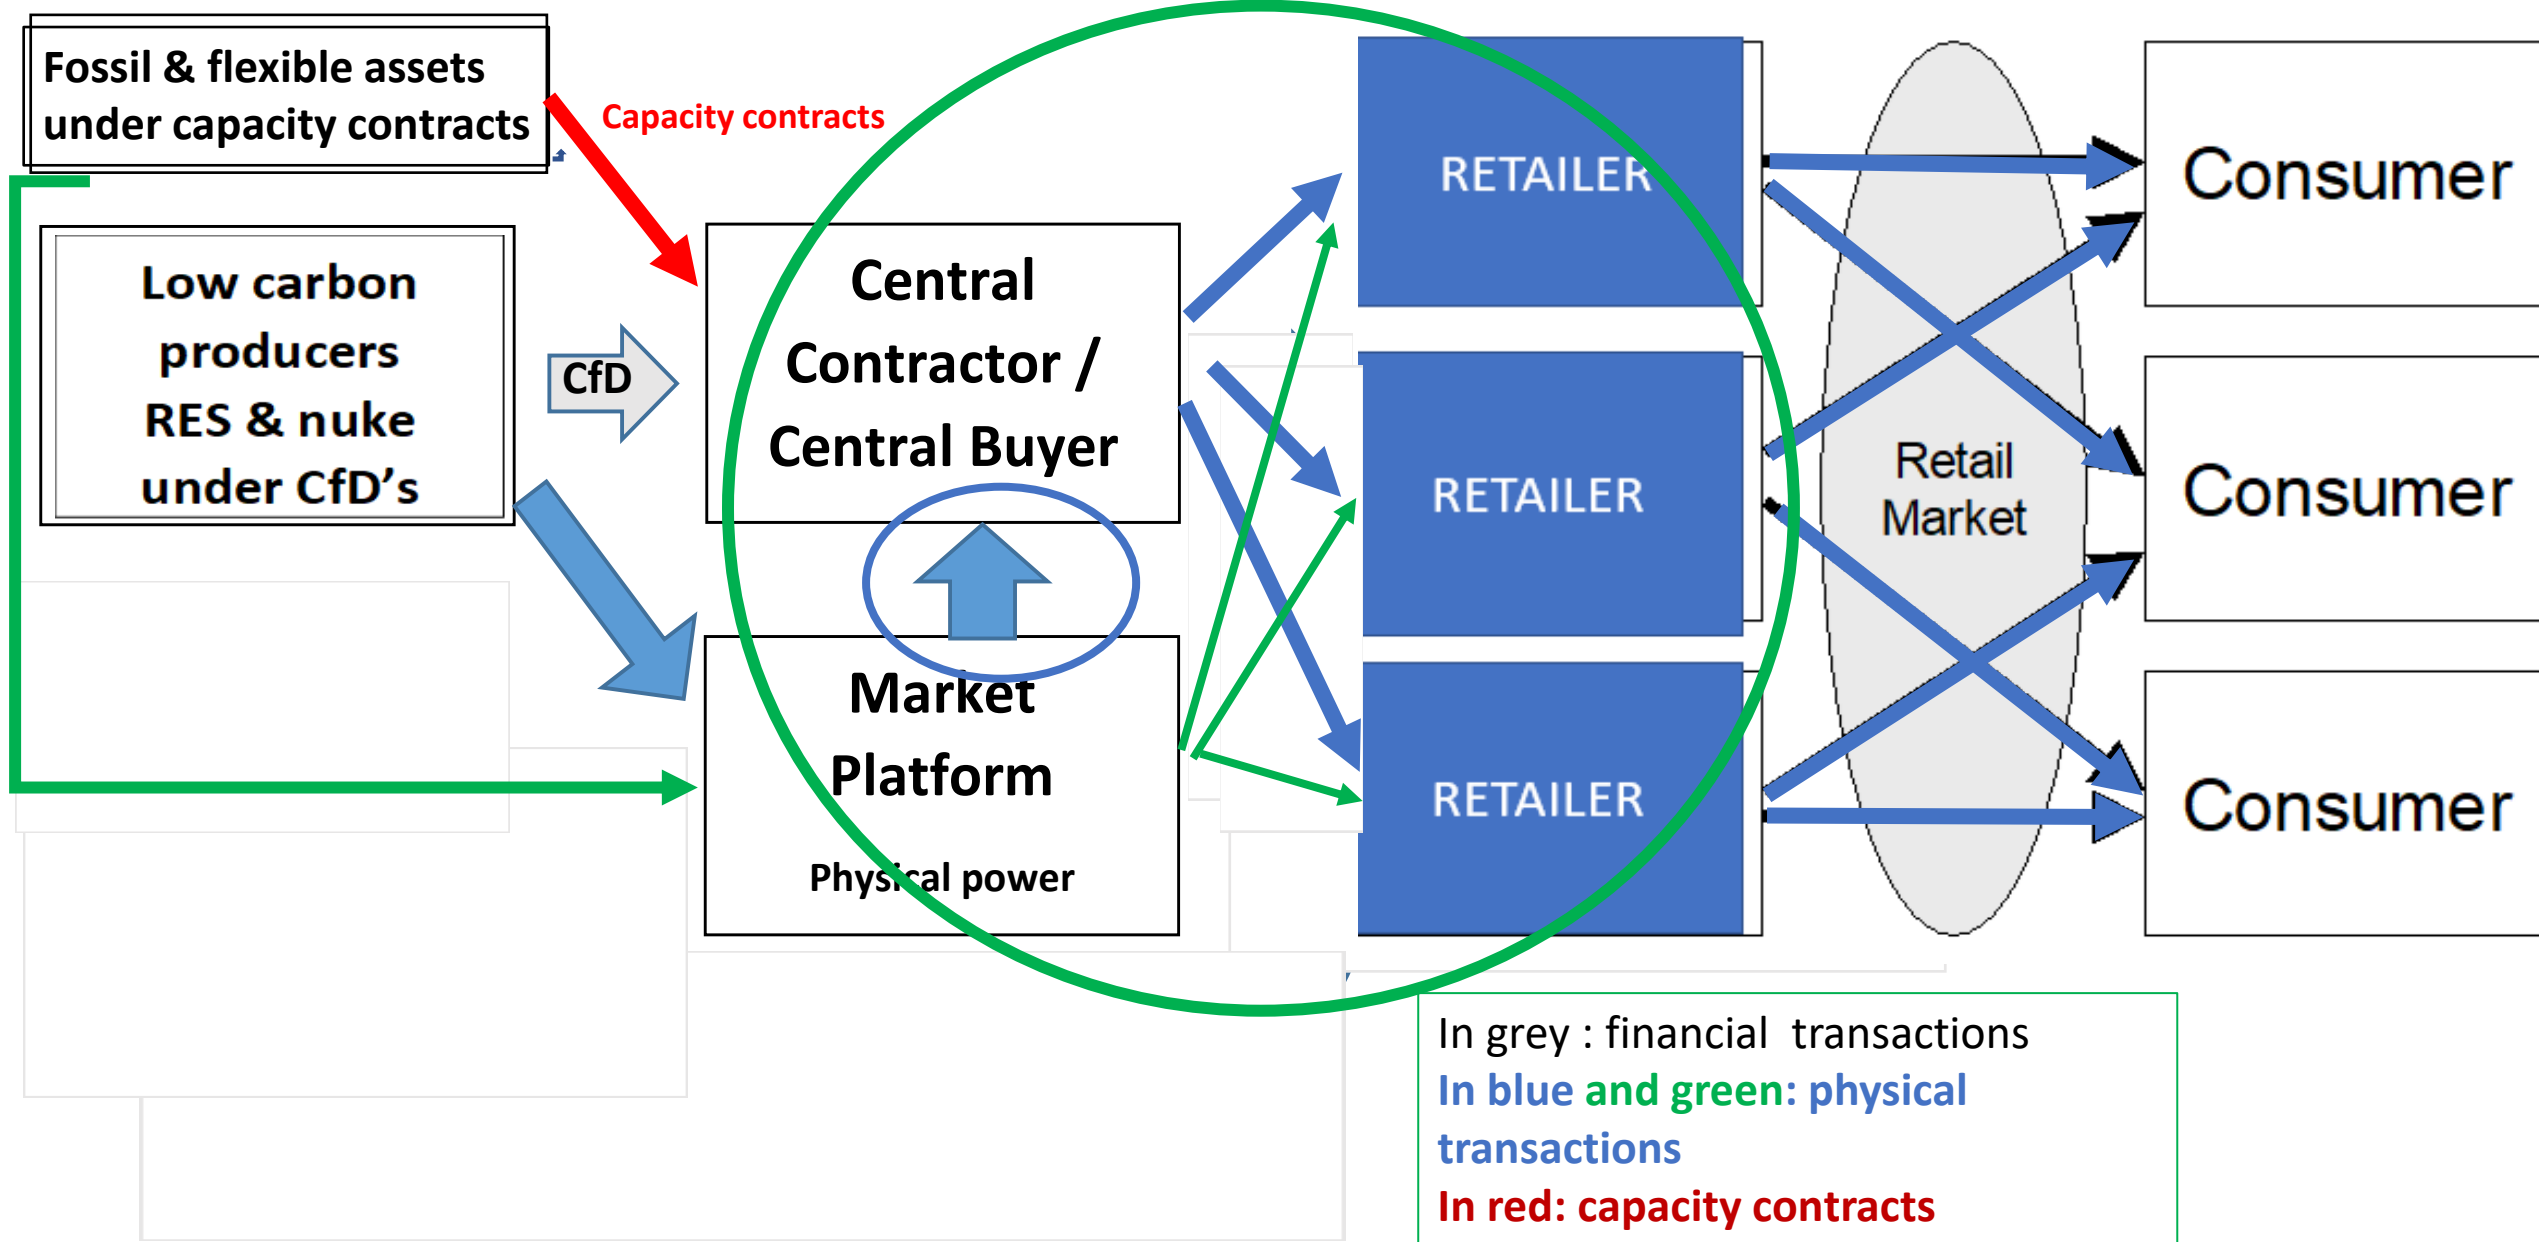 Fossil & flexible assets
under capacity contracts
Capacity contracts
Low carbon
producers
RES & nuke
under CfD's
CfD
Central
Contractor /
Central Buyer
Market
Platform
Physical power
RETAILER
RETAILER
RETAILER
Retail
Market
Consumer
Consumer
Consumer
In grey : financial  transactions
In blue and green: physical
transactions
In red: capacity contracts